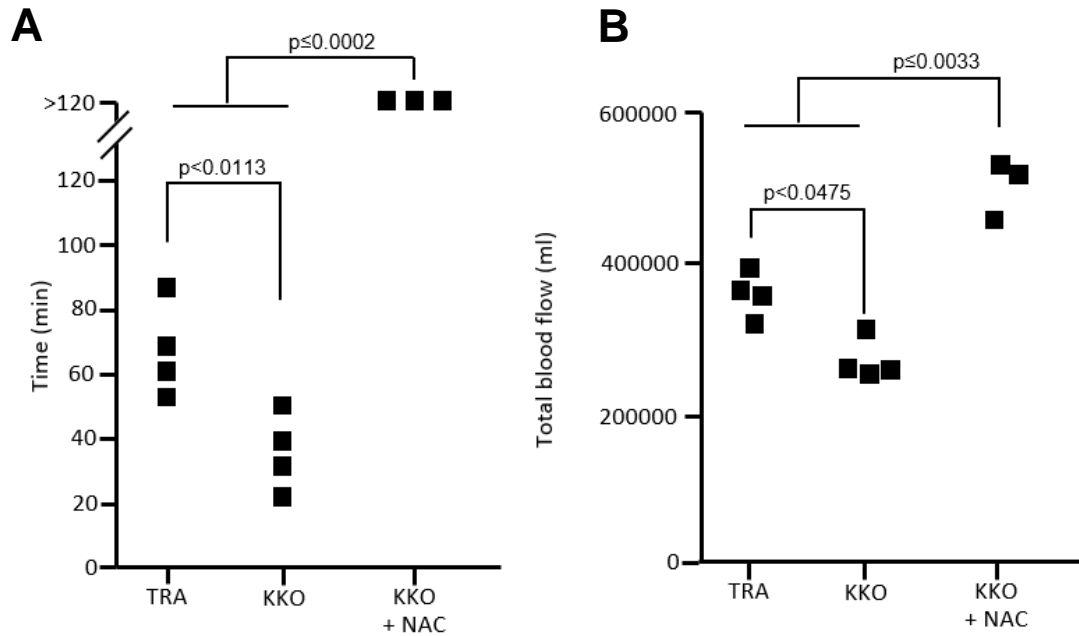 A
p≤0.0002
>120
p<0.0113
120
100
80
60
40
20
0
Time (min)
TRA
KKO
KKO
+ NAC
B
p≤0.0033
600000
p<0.0475
400000
200000
0
Total blood flow (ml)
TRA
KKO
KKO
+ NAC